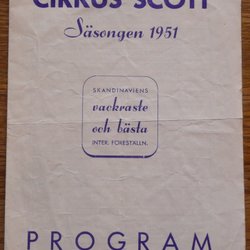 CIRKUS SCOTT
Säsongen 1951
SKANDINAVIENS
vackraste
och bästa
INTER. FÖRESTÄLLN.
PROGRAM